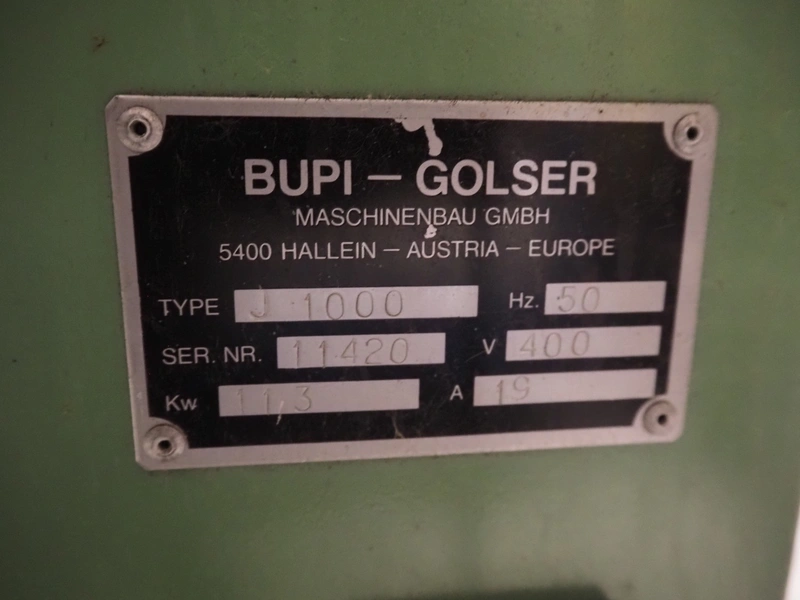 BUPI – GOLSER
MASCHINENBAU GMBH
5400 HALLEIN – AUSTRIA – EUROPE
TYPE J 1000 Hz. 50
SER. NR. 11420 V 400
Kw 11,3 A 19